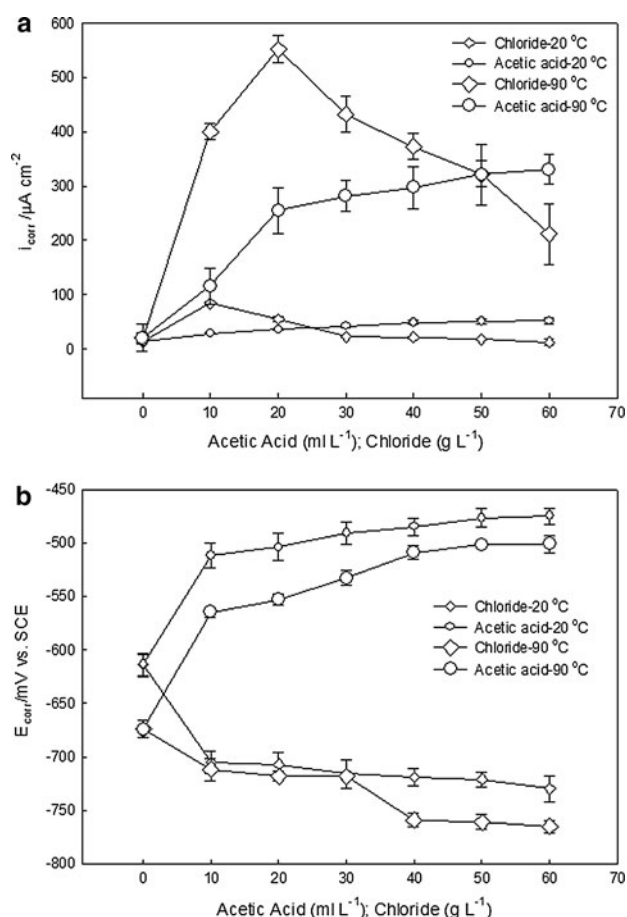 a
600
500
400
300
200
100
0
i_corr /µA cm⁻²
Chloride-20 °C
Acetic acid-20 °C
Chloride-90 °C
Acetic acid-90 °C
0 10 20 30 40 50 60 70
Acetic Acid (ml L⁻¹); Chloride (g L⁻¹)
b
-450
-500
-550
-600
-650
-700
-750
-800
E_corr/mV vs. SCE
Chloride-20 °C
Acetic acid-20 °C
Chloride-90 °C
Acetic acid-90 °C
0 10 20 30 40 50 60 70
Acetic Acid (ml L⁻¹); Chloride (g L⁻¹)